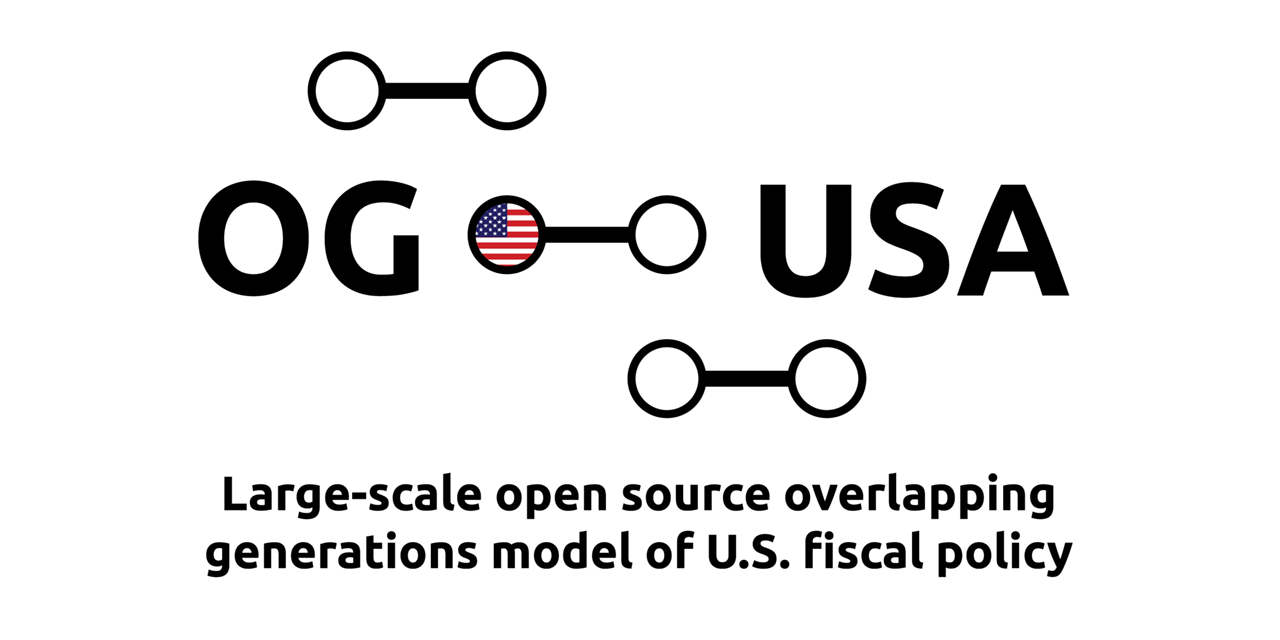 OG USA
Large-scale open source overlapping
generations model of U.S. fiscal policy